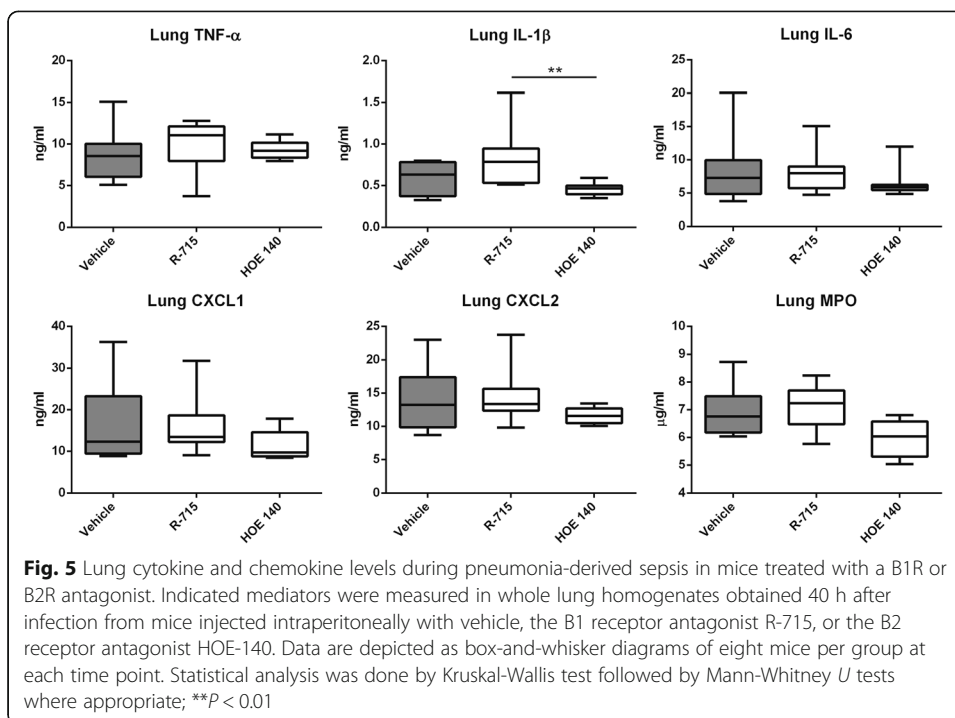 Lung TNF-α
Lung IL-1β
Lung IL-6
ng/ml
20
15
10
5
0
Vehicle
R-715
HOE 140
ng/ml
2.0
1.5
1.0
0.5
0.0
**
Vehicle
R-715
HOE 140
ng/ml
25
20
15
10
5
0
Vehicle
R-715
HOE 140
Lung CXCL1
Lung CXCL2
Lung MPO
ng/ml
40
30
20
10
0
Vehicle
R-715
HOE 140
ng/ml
25
20
15
10
5
0
Vehicle
R-715
HOE 140
µg/ml
10
9
8
7
6
5
4
Vehicle
R-715
HOE 140
Fig. 5 Lung cytokine and chemokine levels during pneumonia-derived sepsis in mice treated with a B1R or
B2R antagonist. Indicated mediators were measured in whole lung homogenates obtained 40 h after
infection from mice injected intraperitoneally with vehicle, the B1 receptor antagonist R-715, or the B2
receptor antagonist HOE-140. Data are depicted as box-and-whisker diagrams of eight mice per group at
each time point. Statistical analysis was done by Kruskal-Wallis test followed by Mann-Whitney U tests
where appropriate; **P < 0.01